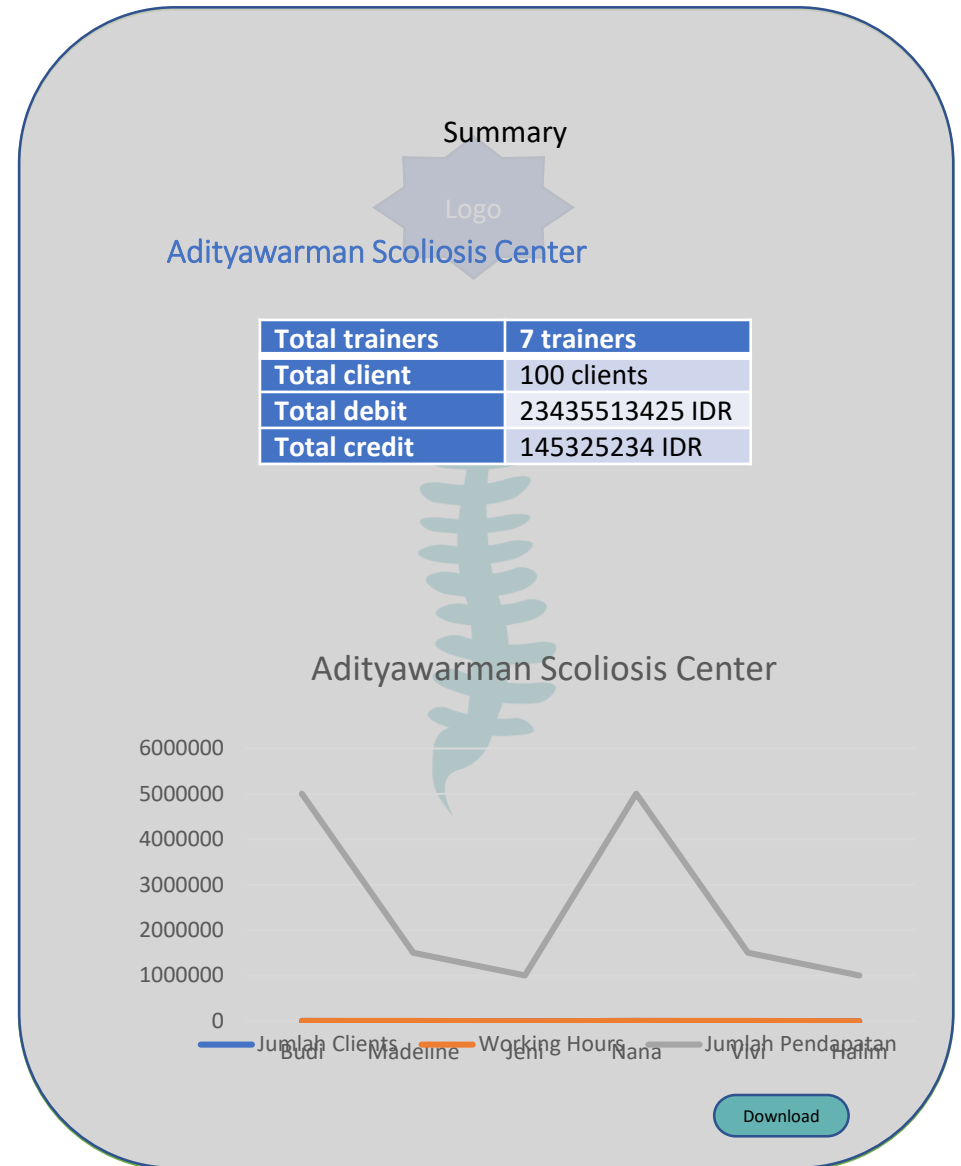 Summary
Logo
Adityawarman Scoliosis Center
Total trainers 7 trainers
Total client 100 clients
Total debit 23435513425 IDR
Total credit 145325234 IDR
Adityawarman Scoliosis Center
6000000
5000000
4000000
3000000
2000000
1000000
0
Budi Madeline Jeni Nana Vivi Halim
Jumlah Clients Working Hours Jumlah Pendapatan
Download